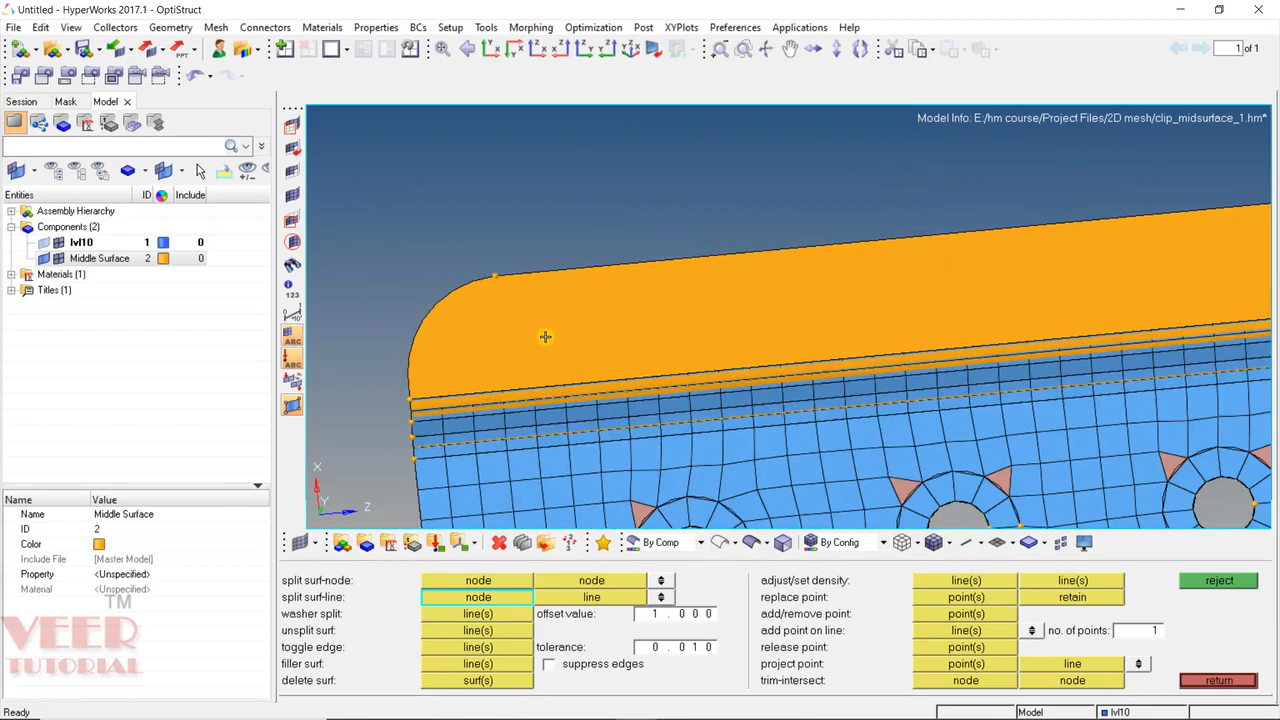 Untitled - HyperWorks 2017.1 - OptiStruct
File Edit View Collectors Geometry Mesh Connectors Materials Properties BCs Setup Tools Morphing Optimization Post XYPlots Preferences Applications Help
PPT
1 of 1
Session Mask Model
Entities ID Include
Assembly Hierarchy
Components (2)
lvl10 1 0
Middle Surface 2 0
Materials (1)
Titles (1)
Name Value
Name Middle Surface
ID 2
Color
Include File [Master Model]
Property <Unspecified>
Material <Unspecified>
TM
VEER
TUTORIAL
123
ABC
ABC
Model Info: E:/hm course/Project Files/2D mesh/clip_midsurface_1.hm*
X
Y
Z
By Comp By Config
split surf-node: node node adjust/set density: line(s) line(s) reject
split surf-line: node line replace point: point(s) retain
washer split: line(s) offset value: 1.000 add/remove point: point(s)
unsplit surf: line(s) add point on line: line(s) no. of points: 1
toggle edge: line(s) tolerance: 0.010 release point: point(s)
filler surf: line(s) suppress edges project point: point(s) line
delete surf: surf(s) trim-intersect: node node return
Ready Model lvl10